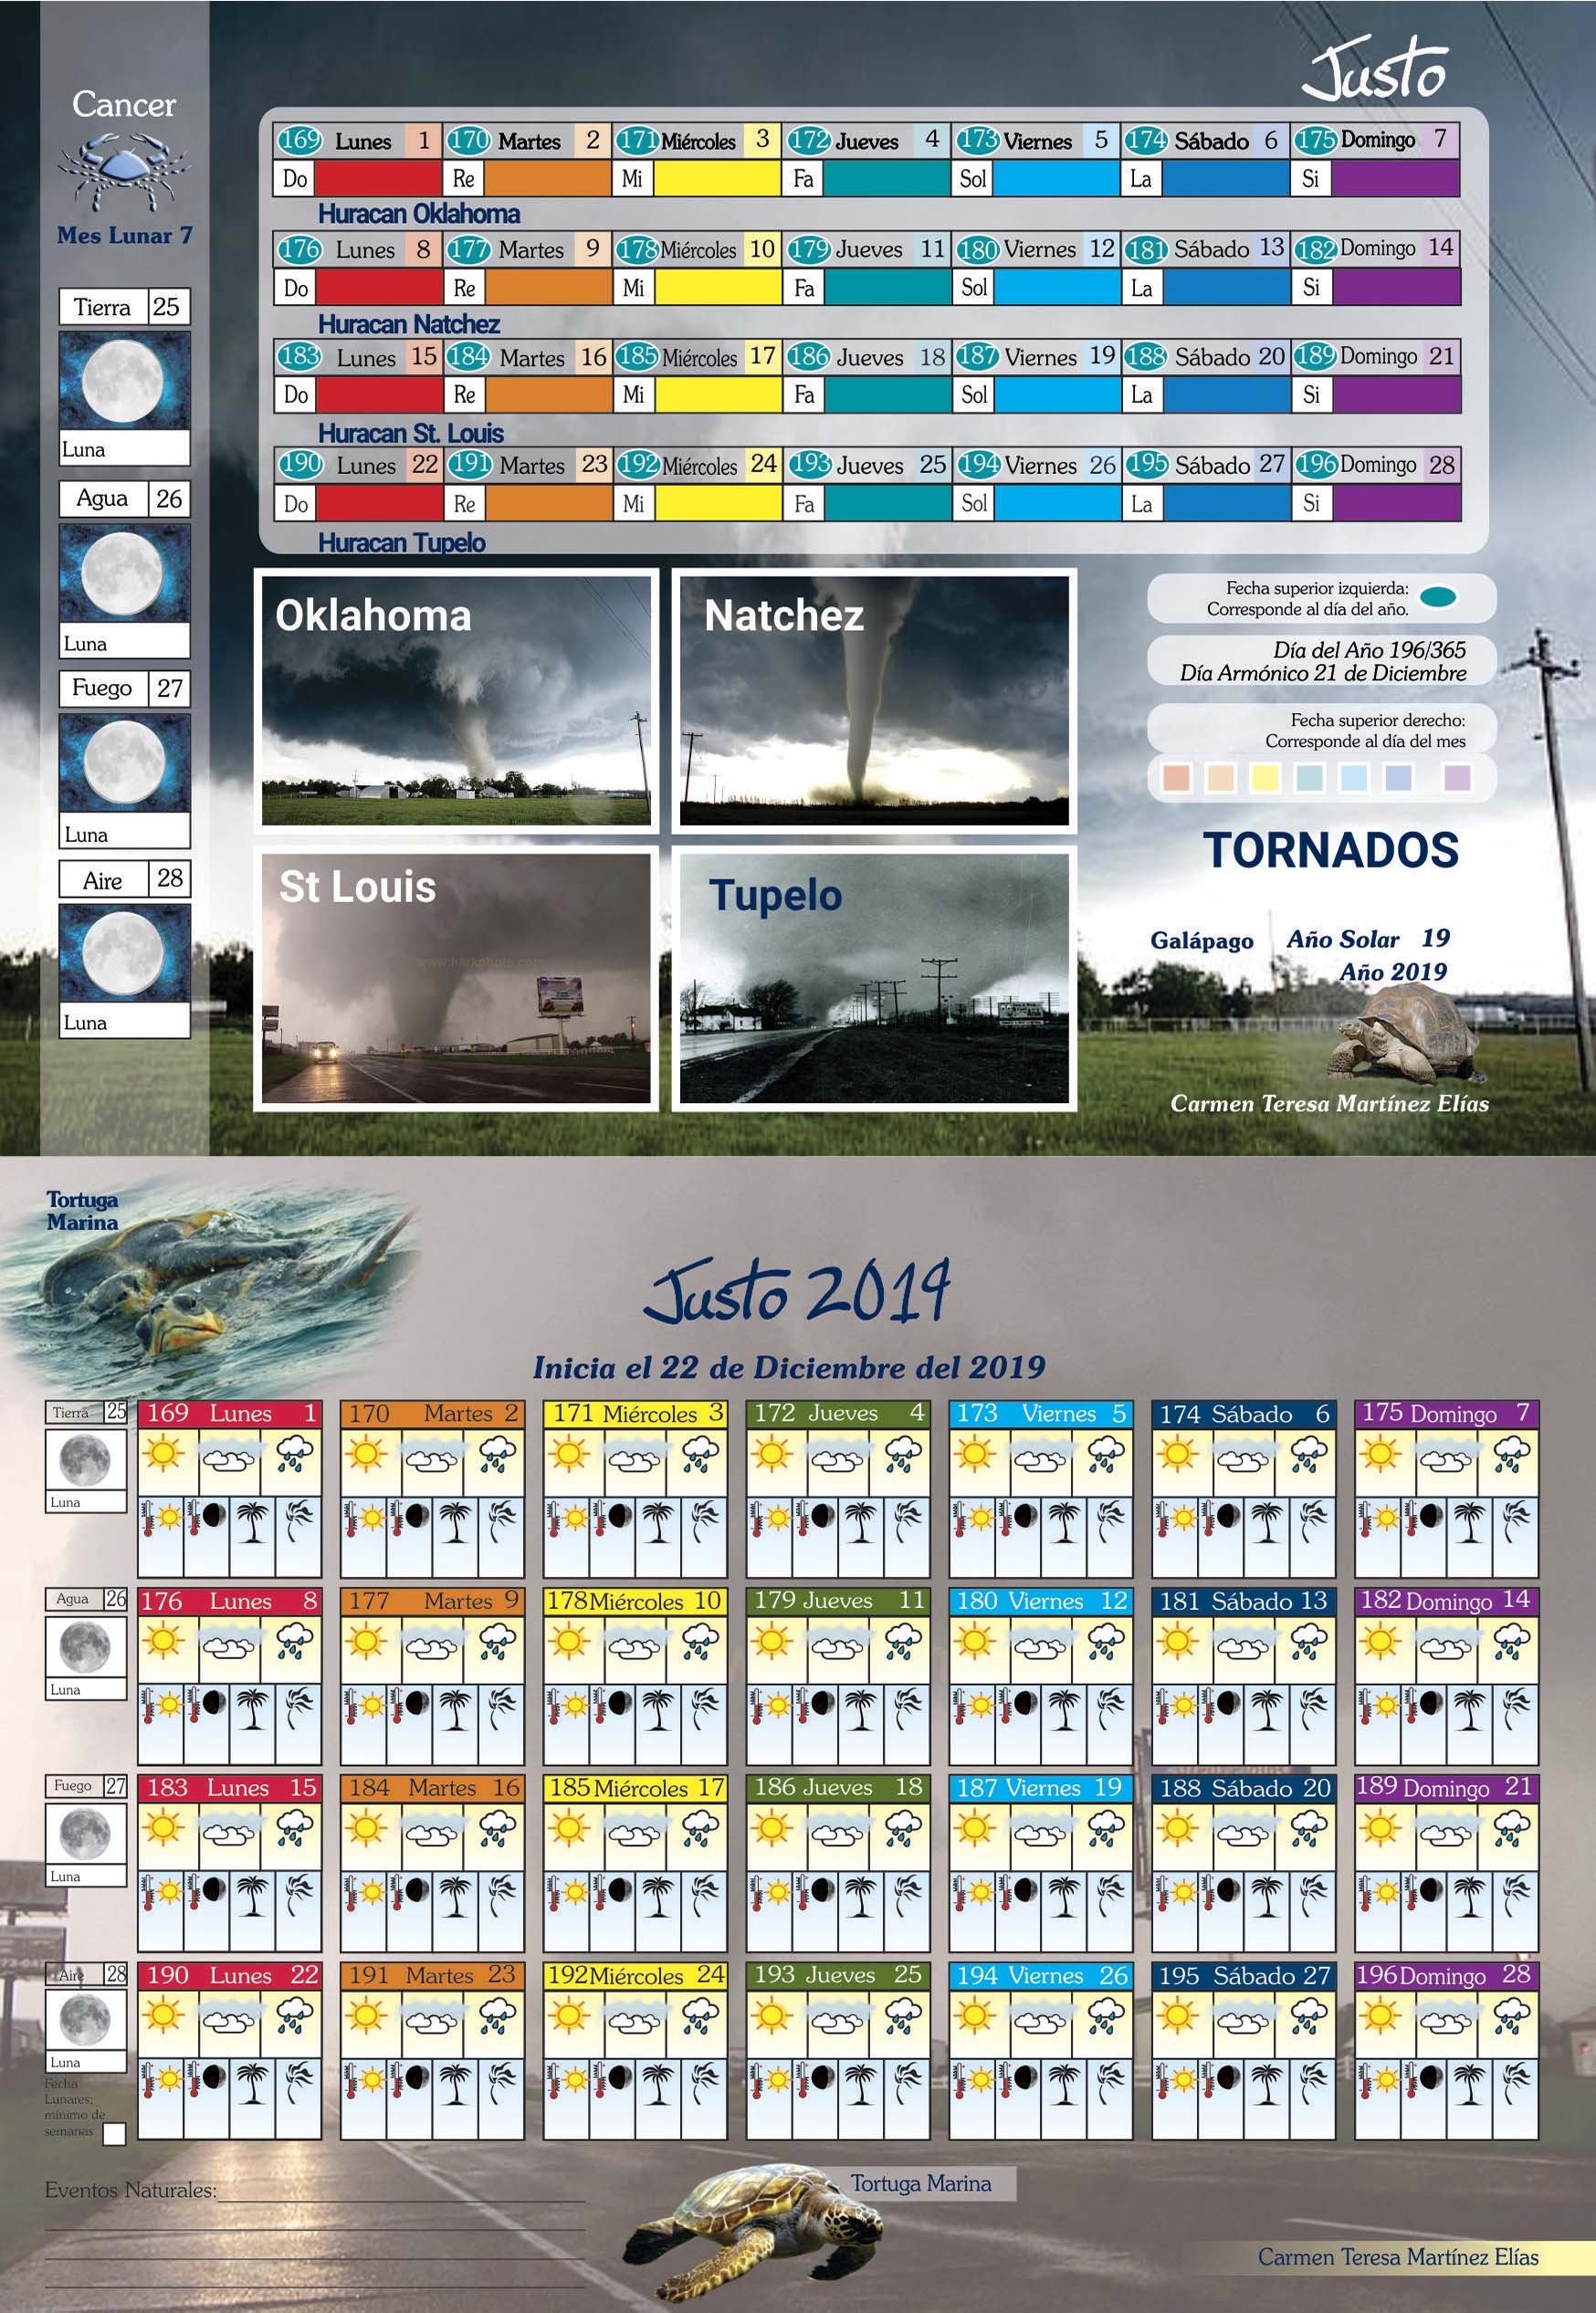 Justo
Cancer
Mes Lunar 7
169 Lunes 1 170 Martes 2 171 Miércoles 3 172 Jueves 4 173 Viernes 5 174 Sábado 6 175 Domingo 7
Do Re Mi Fa Sol La Si
Huracan Oklahoma
176 Lunes 8 177 Martes 9 178 Miércoles 10 179 Jueves 11 180 Viernes 12 181 Sábado 13 182 Domingo 14
Do Re Mi Fa Sol La Si
Huracan Natchez
183 Lunes 15 184 Martes 16 185 Miércoles 17 186 Jueves 18 187 Viernes 19 188 Sábado 20 189 Domingo 21
Do Re Mi Fa Sol La Si
Huracan St. Louis
190 Lunes 22 191 Martes 23 192 Miércoles 24 193 Jueves 25 194 Viernes 26 195 Sábado 27 196 Domingo 28
Do Re Mi Fa Sol La Si
Huracan Tupelo
Tierra 25
Luna
Agua 26
Luna
Fuego 27
Luna
Aire 28
Luna
Oklahoma
Natchez
St Louis
Tupelo
Fecha superior izquierda:
Corresponde al día del año.
Día del Año 196/365
Día Armónico 21 de Diciembre
Fecha superior derecho:
Corresponde al día del mes
TORNADOS
Galápago Año Solar 19
Año 2019
Carmen Teresa Martínez Elías
Tortuga
Marina
Justo 2019
Inicia el 22 de Diciembre del 2019
Tierra 25 169 Lunes 1 170 Martes 2 171 Miércoles 3 172 Jueves 4 173 Viernes 5 174 Sábado 6 175 Domingo 7
Luna
Agua 26 176 Lunes 8 177 Martes 9 178 Miércoles 10 179 Jueves 11 180 Viernes 12 181 Sábado 13 182 Domingo 14
Luna
Fuego 27 183 Lunes 15 184 Martes 16 185 Miércoles 17 186 Jueves 18 187 Viernes 19 188 Sábado 20 189 Domingo 21
Luna
Aire 28 190 Lunes 22 191 Martes 23 192 Miércoles 24 193 Jueves 25 194 Viernes 26 195 Sábado 27 196 Domingo 28
Luna
Fecha
Lunares;
mínimo de
semanas
Eventos Naturales:
Tortuga Marina
Carmen Teresa Martínez Elías